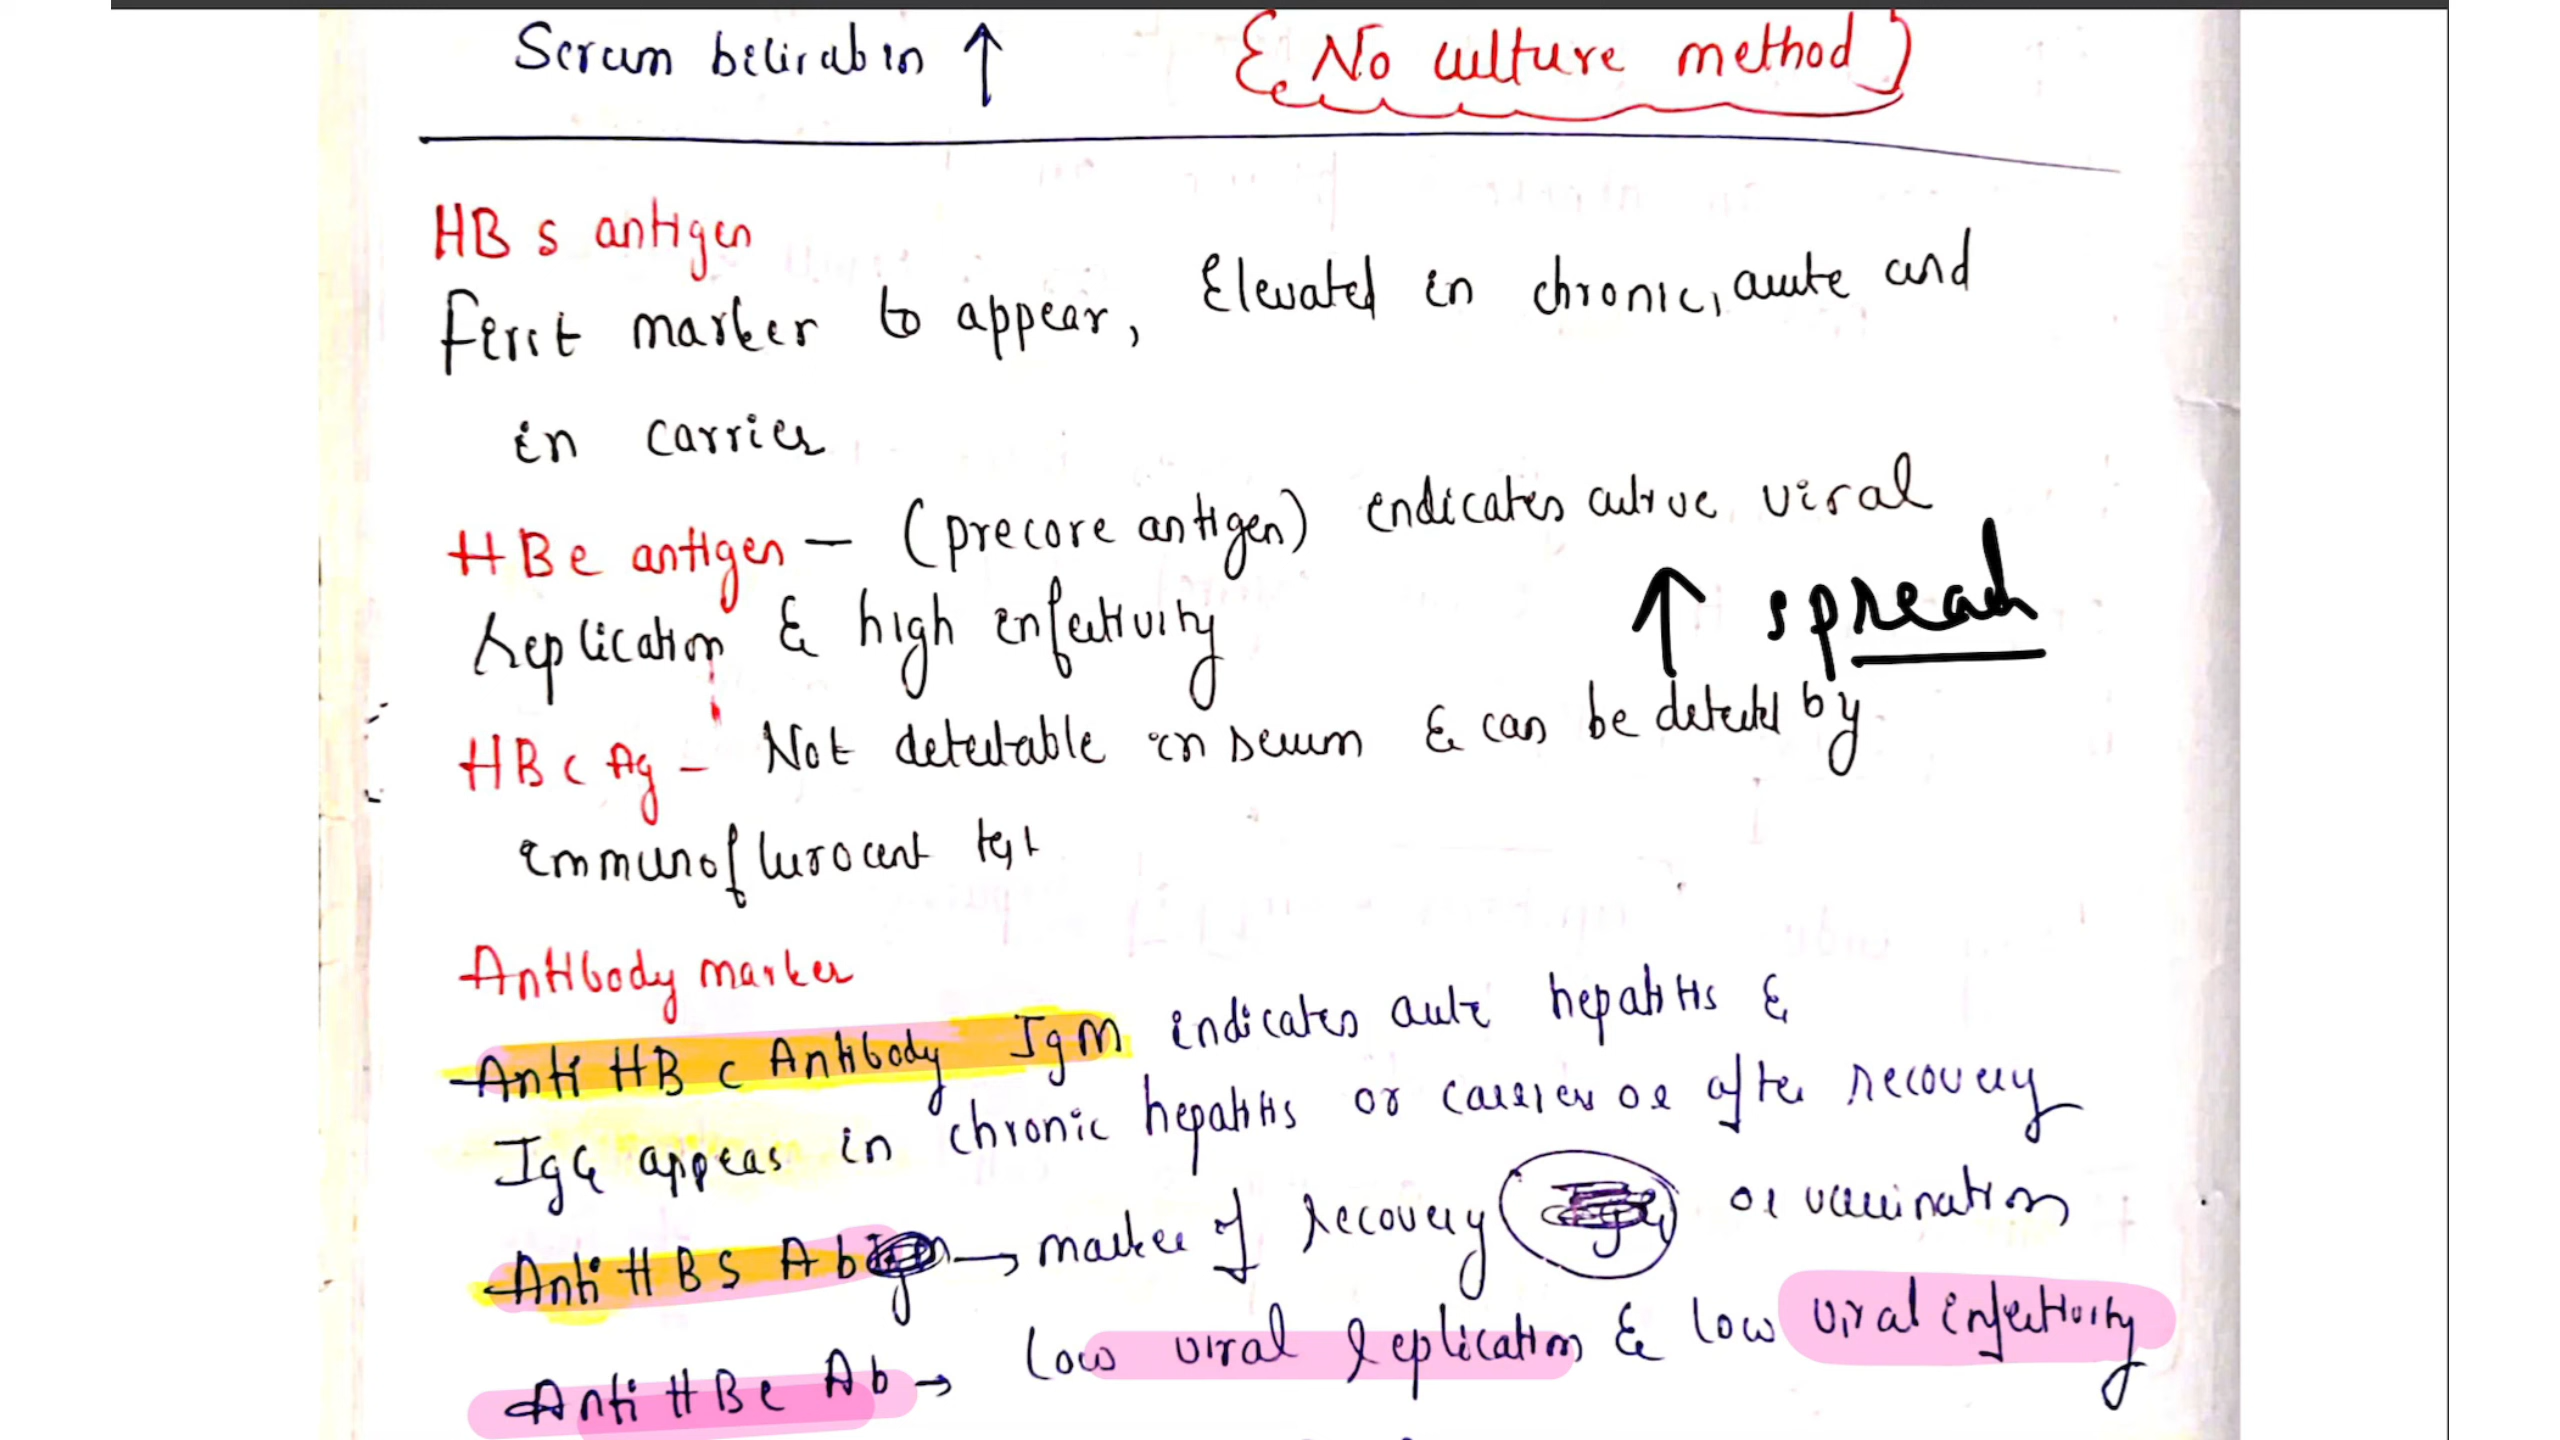 Serum bilirubin ↑ { No culture method }
HB s antigen
First marker to appear, Elevated in chronic, acute and
in carrier
HBe antigen — (precore antigen) indicates active viral
replication & high infectivity ↑ spread
HBc Ag – Not detectable in serum & can be detected by
immunoflurocent test
Antibody marker
Anti HB c Antibody IgM indicates acute hepatitis &
IgG appears in chronic hepatitis or carrier or after recovery
Anti HBS Ab → marker of recovery or vaccination
Anti HBe Ab → low viral replication & low viral infectivity